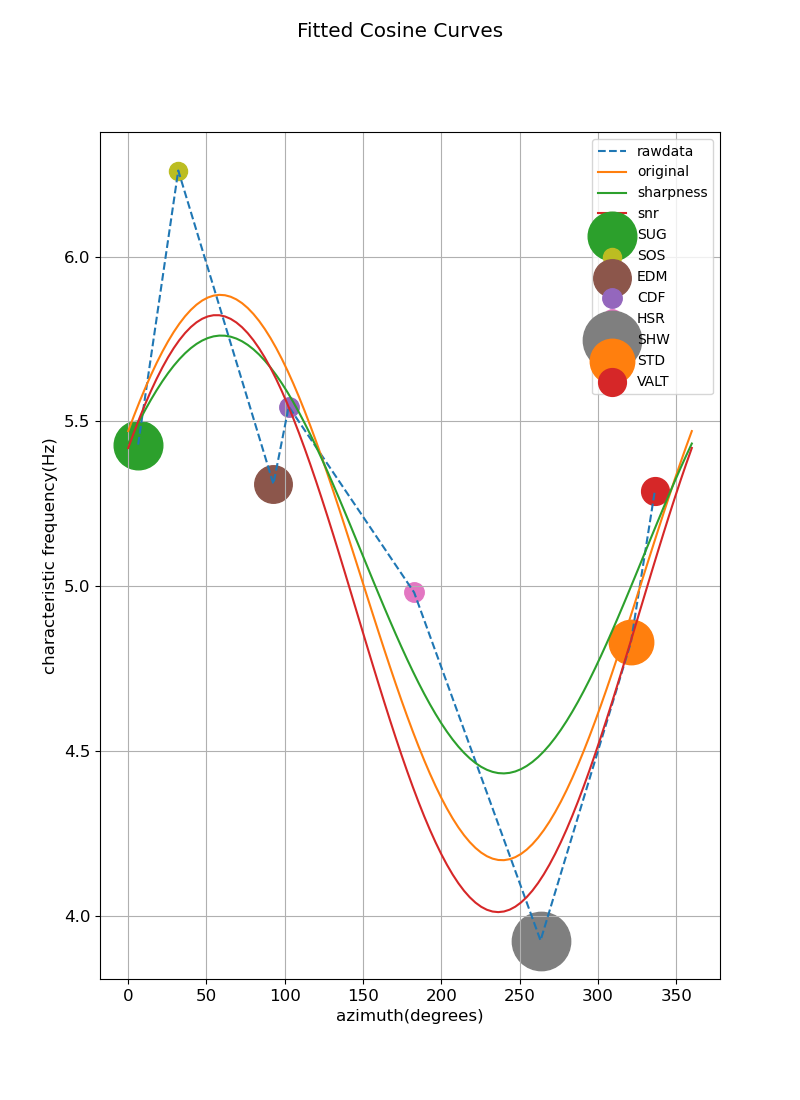 Fitted Cosine Curves
rawdata
original
sharpness
snr
SUG
SOS
EDM
CDF
HSR
SHW
STD
VALT
characteristic frequency(Hz)
6.0
5.5
5.0
4.5
4.0
0 50 100 150 200 250 300 350
azimuth(degrees)